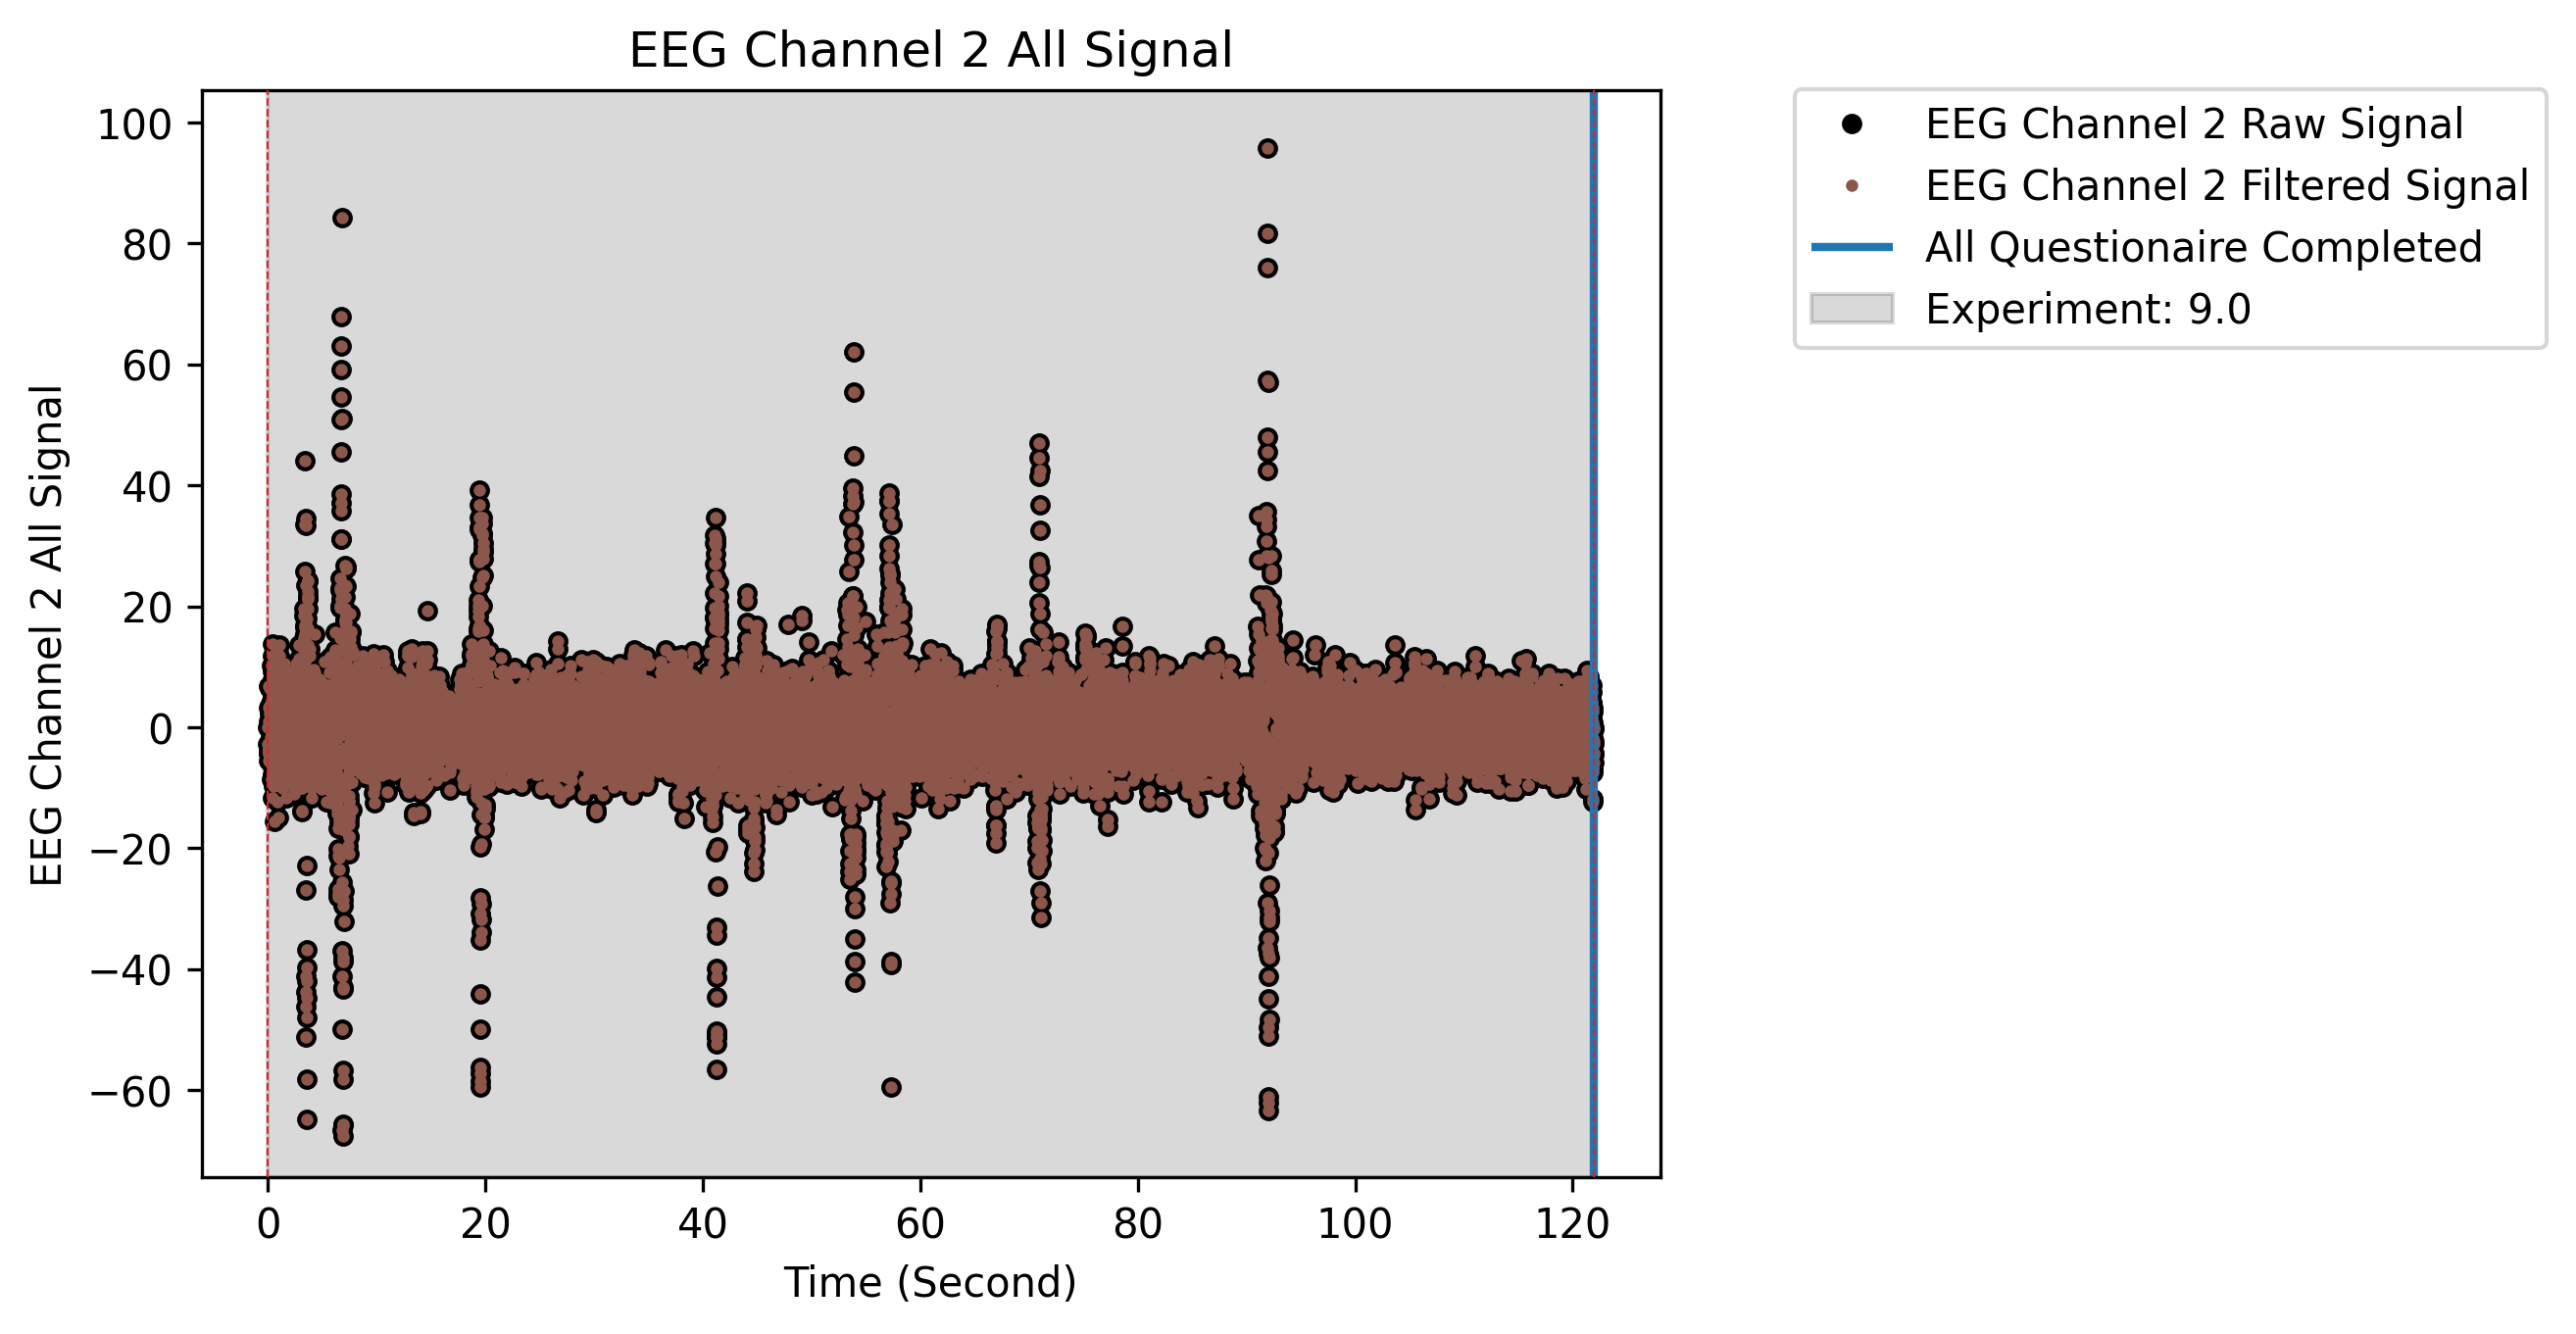 EEG Channel 2 All Signal
EEG Channel 2 All Signal
100
80
60
40
20
0
−20
−40
−60
0 20 40 60 80 100 120
Time (Second)
EEG Channel 2 Raw Signal
EEG Channel 2 Filtered Signal
All Questionaire Completed
Experiment: 9.0